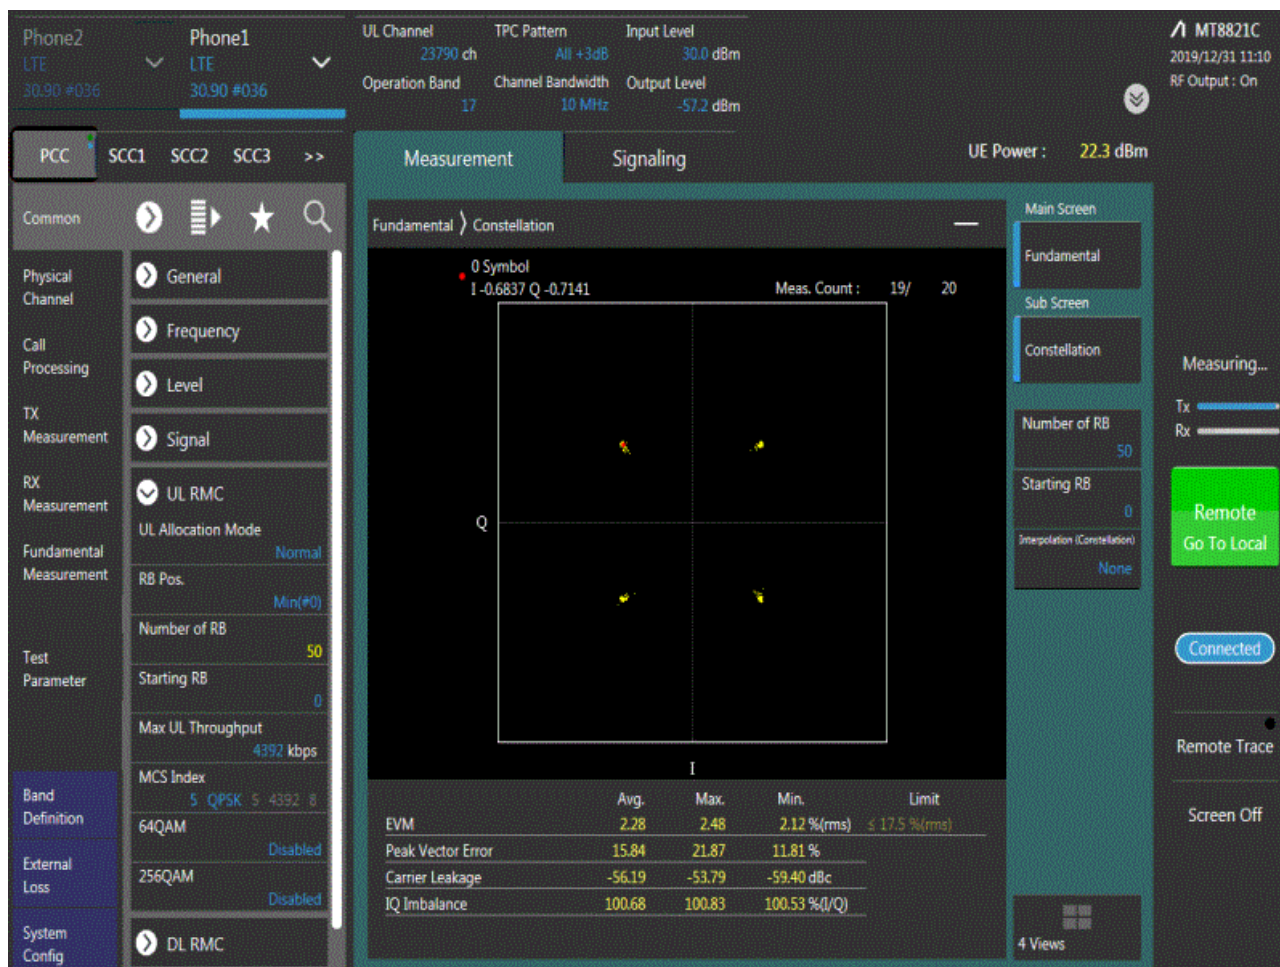 Phone2
LTE
30.90 #036
Phone1
LTE
30.90 #036
UL Channel
23790 ch
Operation Band
17
TPC Pattern
All +3dB
Channel Bandwidth
10 MHz
Input Level
30.0 dBm
Output Level
-57.2 dBm
MT8821C
2019/12/31 11:10
RF Output : On
PCC SCC1 SCC2 SCC3 >>
Measurement
Signaling
UE Power : 22.3 dBm
Common
Physical
Channel
Call
Processing
TX
Measurement
RX
Measurement
Fundamental
Measurement
Test
Parameter
Band
Definition
External
Loss
System
Config
General
Frequency
Level
Signal
UL RMC
UL Allocation Mode
Normal
RB Pos.
Min(#0)
Number of RB
50
Starting RB
0
Max UL Throughput
4392 kbps
MCS Index
5 QPSK 5 4392 8
64QAM
Disabled
256QAM
Disabled
DL RMC
Fundamental 〉 Constellation
0 Symbol
I -0.6837 Q -0.7141
Meas. Count : 19/ 20
Q
I
Avg. Max. Min. Limit
EVM 2.28 2.48 2.12 %(rms) ≤ 17.5 %(rms)
Peak Vector Error 15.84 21.87 11.81 %
Carrier Leakage -56.19 -53.79 -59.40 dBc
IQ Imbalance 100.68 100.83 100.53 %(I/Q)
Main Screen
Fundamental
Sub Screen
Constellation
Number of RB
50
Starting RB
0
Interpolation (Constellation)
None
4 Views
Measuring...
Tx
Rx
Remote
Go To Local
Connected
Remote Trace
Screen Off